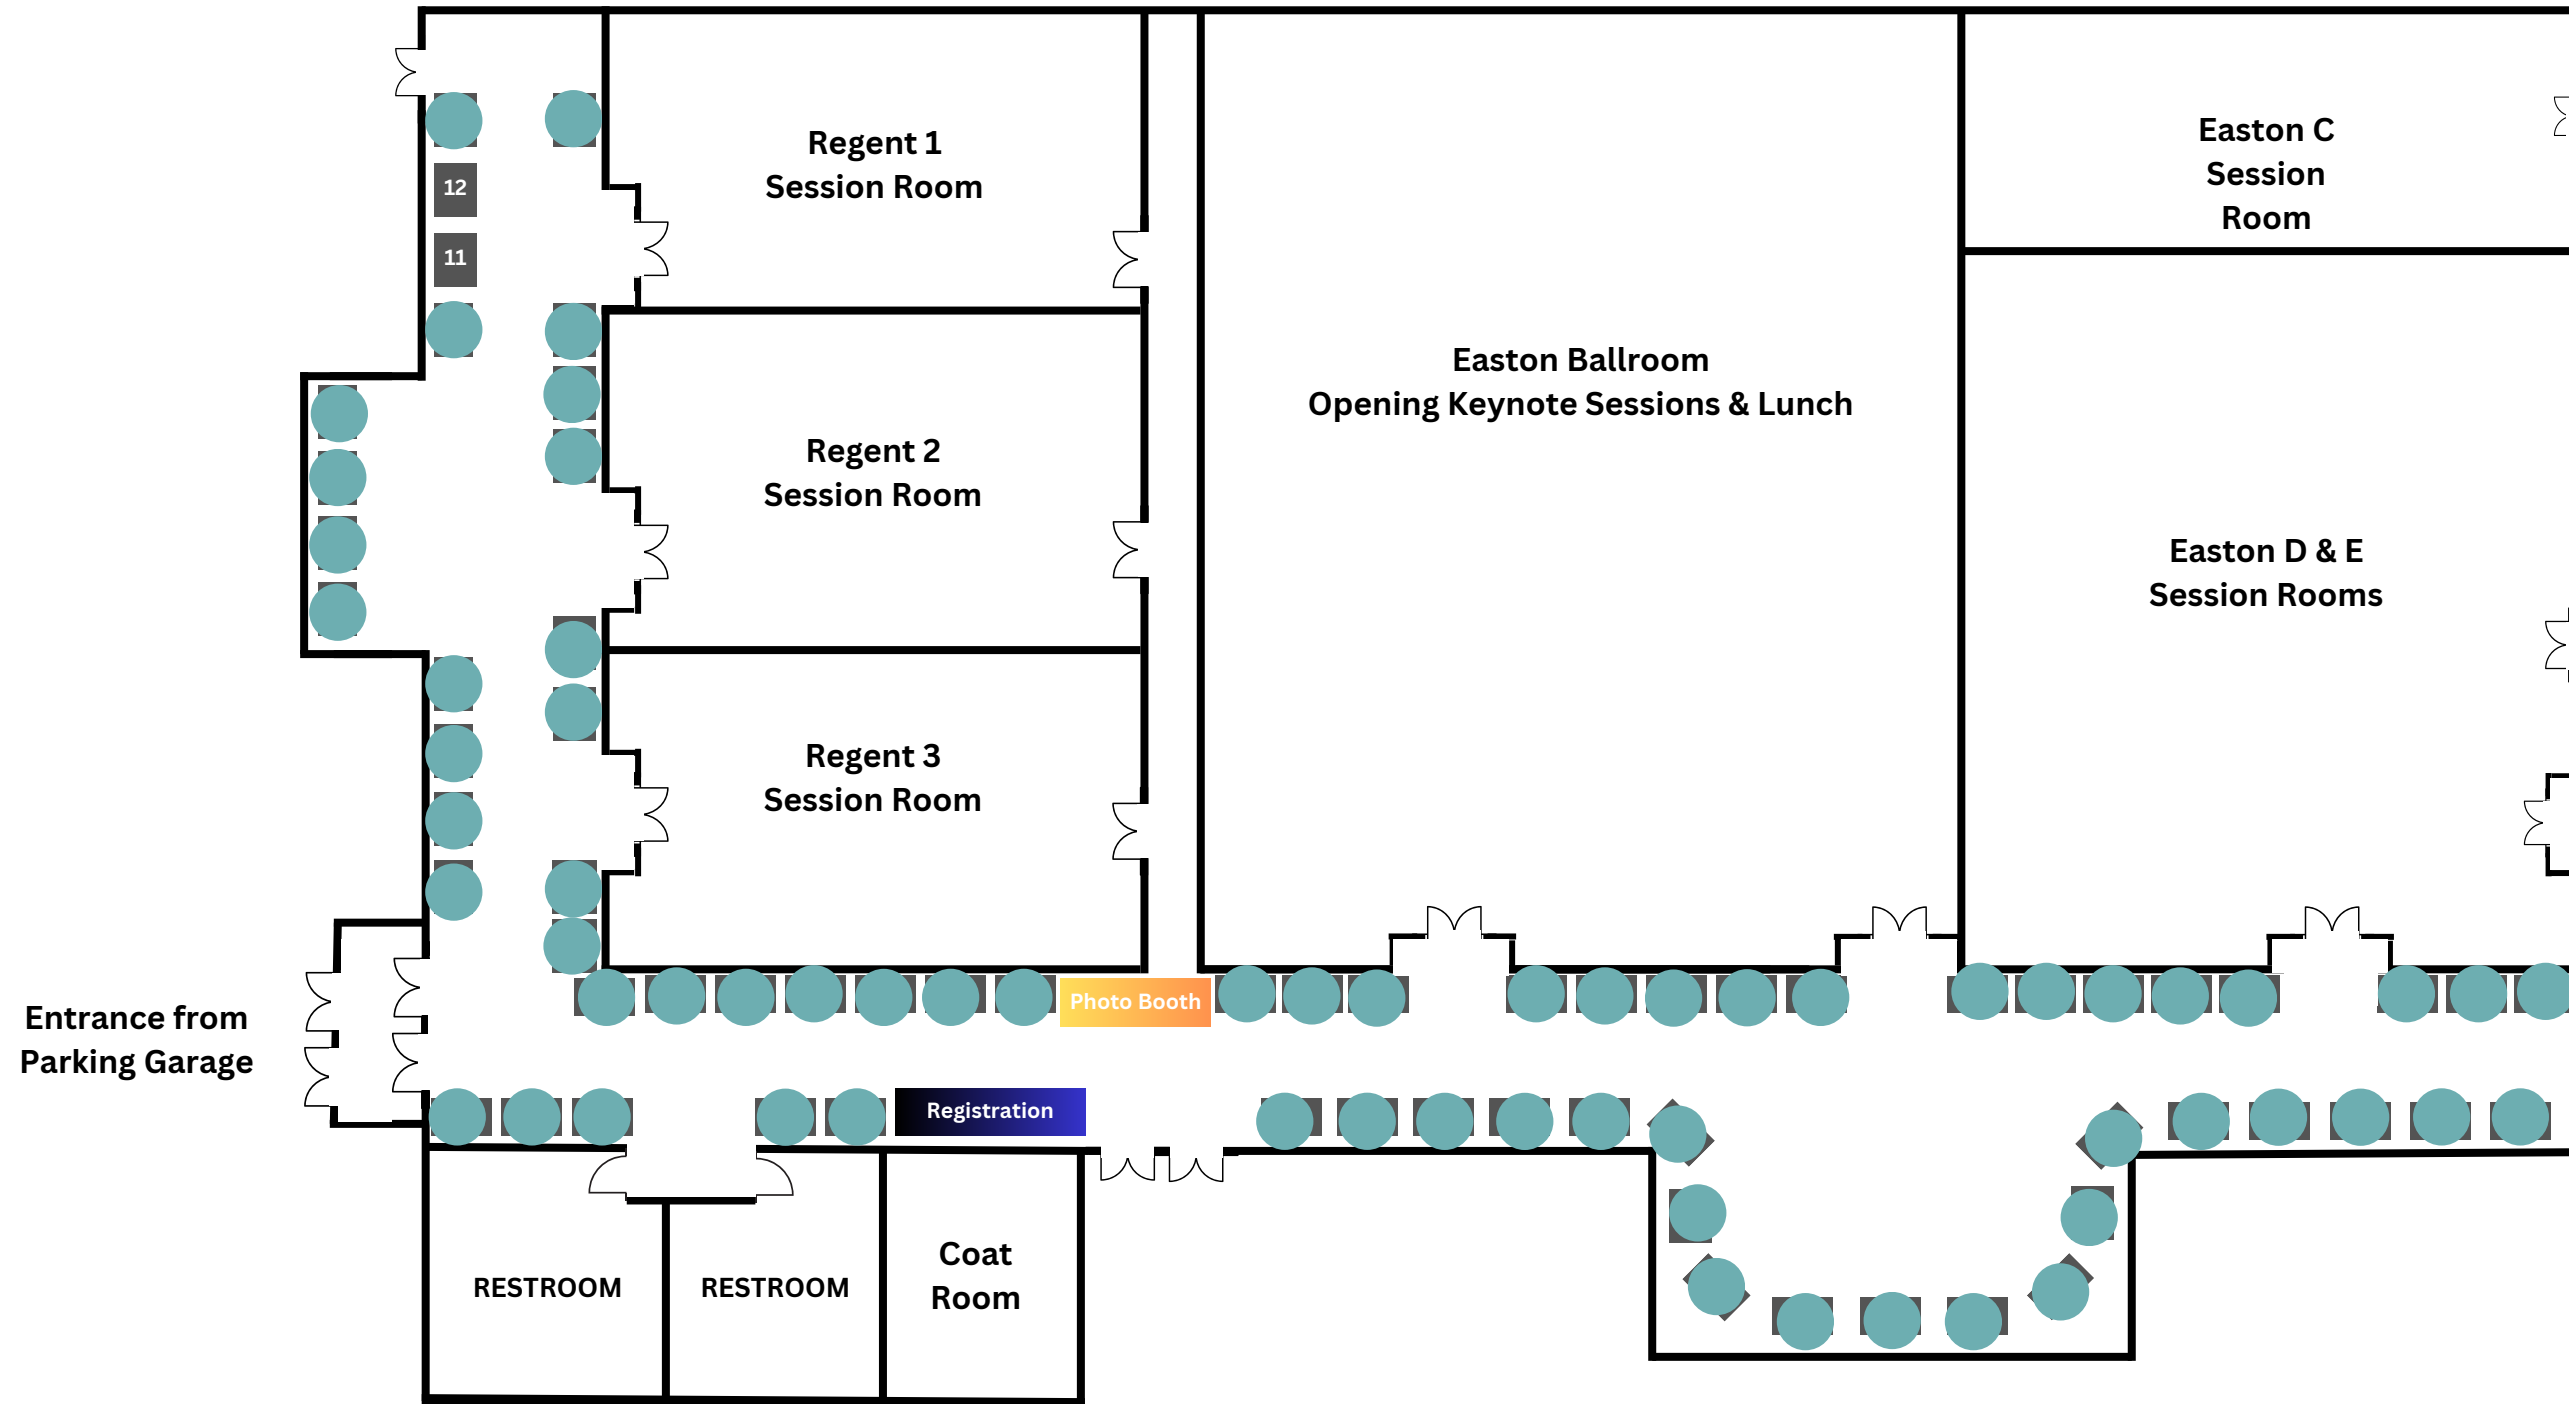 Regent 1
Session Room
12
11
Easton C
Session
Room
Easton Ballroom
Opening Keynote Sessions & Lunch
Regent 2
Session Room
Easton D & E
Session Rooms
Regent 3
Session Room
Entrance from
Parking Garage
Photo Booth
Registration
RESTROOM
RESTROOM
Coat
Room